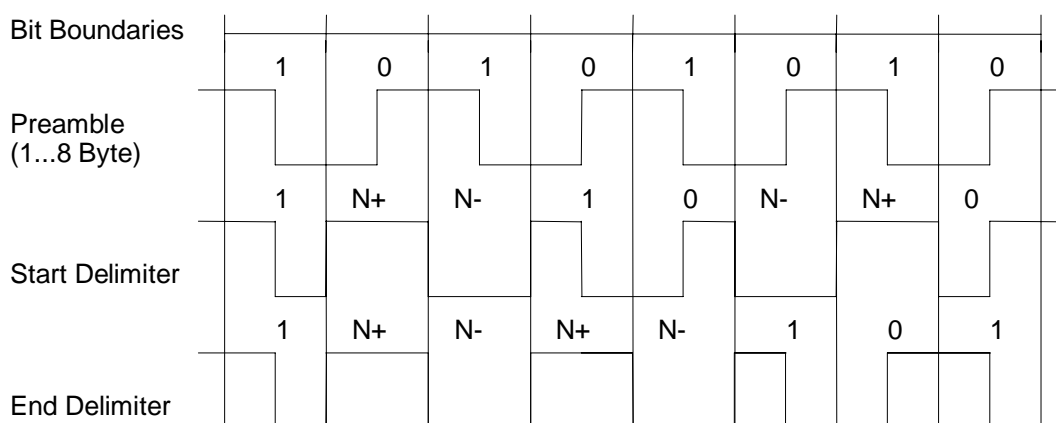 Bit Boundaries
1 0 1 0 1 0 1 0
Preamble
(1...8 Byte)
1 N+ N- 1 0 N- N+ 0
Start Delimiter
1 N+ N- N+ N- 1 0 1
End Delimiter